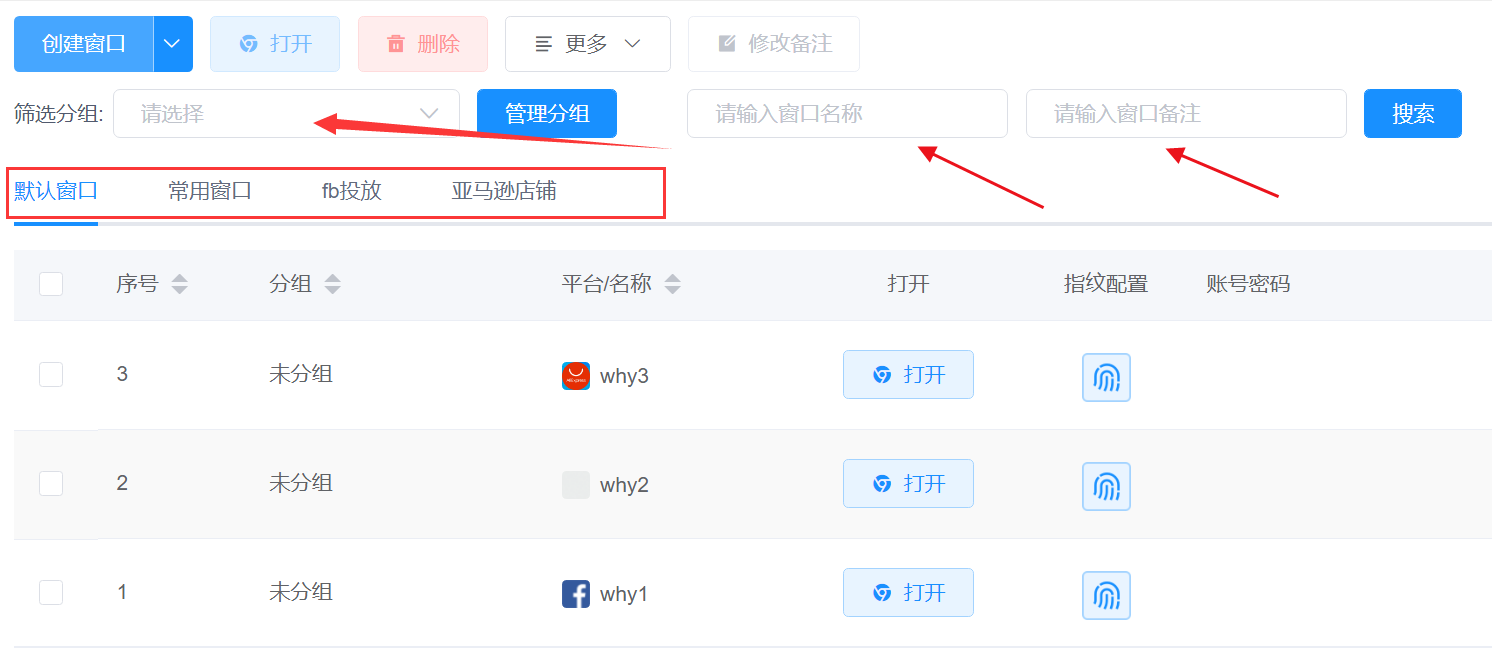 创建窗口 打开 删除 更多 修改备注
筛选分组: 请选择 管理分组 请输入窗口名称 请输入窗口备注 搜索
默认窗口 常用窗口 fb投放 亚马逊店铺
序号 分组 平台/名称 打开 指纹配置 账号密码
3 未分组 why3 打开
2 未分组 why2 打开
1 未分组 why1 打开